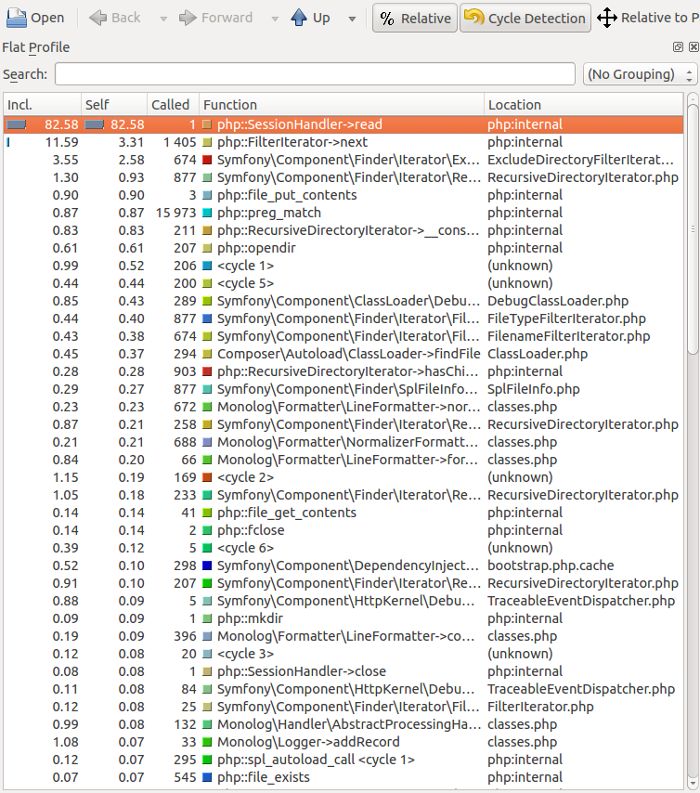 Open Back Forward Up % Relative Cycle Detection Relative to P
Flat Profile
Search: (No Grouping)
Incl. Self Called Function Location
82.58 82.58 1 php::SessionHandler->read php:internal
11.59 3.31 1 405 php::FilterIterator->next php:internal
3.55 2.58 674 Symfony\Component\Finder\Iterator\Ex... ExcludeDirectoryFilterIterat...
1.30 0.93 877 Symfony\Component\Finder\Iterator\Re... RecursiveDirectoryIterator.php
0.90 0.90 3 php::file_put_contents php:internal
0.87 0.87 15 973 php::preg_match php:internal
0.83 0.83 211 php::RecursiveDirectoryIterator->__cons... php:internal
0.61 0.61 207 php::opendir php:internal
0.99 0.52 206 <cycle 1> (unknown)
0.44 0.44 200 <cycle 5> (unknown)
0.85 0.43 289 Symfony\Component\ClassLoader\Debu... DebugClassLoader.php
0.44 0.40 877 Symfony\Component\Finder\Iterator\Fil... FileTypeFilterIterator.php
0.43 0.38 674 Symfony\Component\Finder\Iterator\Fil... FilenameFilterIterator.php
0.45 0.37 294 Composer\Autoload\ClassLoader->findFile ClassLoader.php
0.28 0.28 903 php::RecursiveDirectoryIterator->hasChi... php:internal
0.29 0.27 877 Symfony\Component\Finder\SplFileInfo... SplFileInfo.php
0.23 0.23 672 Monolog\Formatter\LineFormatter->nor... classes.php
0.87 0.21 258 Symfony\Component\Finder\Iterator\Re... RecursiveDirectoryIterator.php
0.21 0.21 688 Monolog\Formatter\NormalizerFormatt... classes.php
0.84 0.20 66 Monolog\Formatter\LineFormatter->for... classes.php
1.15 0.19 169 <cycle 2> (unknown)
1.05 0.18 233 Symfony\Component\Finder\Iterator\Re... RecursiveDirectoryIterator.php
0.14 0.14 41 php::file_get_contents php:internal
0.14 0.14 2 php::fclose php:internal
0.39 0.12 5 <cycle 6> (unknown)
0.52 0.10 298 Symfony\Component\DependencyInject... bootstrap.php.cache
0.91 0.10 207 Symfony\Component\Finder\Iterator\Re... RecursiveDirectoryIterator.php
0.88 0.09 5 Symfony\Component\HttpKernel\Debu... TraceableEventDispatcher.php
0.09 0.09 1 php::mkdir php:internal
0.19 0.09 396 Monolog\Formatter\LineFormatter->co... classes.php
0.12 0.08 20 <cycle 3> (unknown)
0.08 0.08 1 php::SessionHandler->close php:internal
0.11 0.08 84 Symfony\Component\HttpKernel\Debu... TraceableEventDispatcher.php
0.12 0.08 25 Symfony\Component\Finder\Iterator\Fil... FilterIterator.php
0.99 0.08 132 Monolog\Handler\AbstractProcessingHa... classes.php
1.08 0.07 33 Monolog\Logger->addRecord classes.php
0.12 0.07 295 php::spl_autoload_call <cycle 1> php:internal
0.07 0.07 545 php::file_exists php:internal